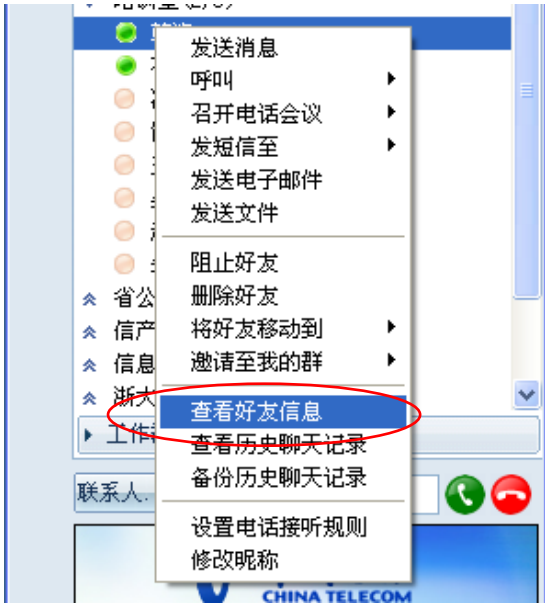 发送消息
呼叫
召开电话会议
发短信至
发送电子邮件
发送文件
阻止好友
删除好友
省公
将好友移动到
信产
邀请至我的群
信息
浙大
查看好友信息
工作
查看历史聊天记录
备份历史聊天记录
联系人.
设置电话接听规则
修改昵称
CHINA TELECOM